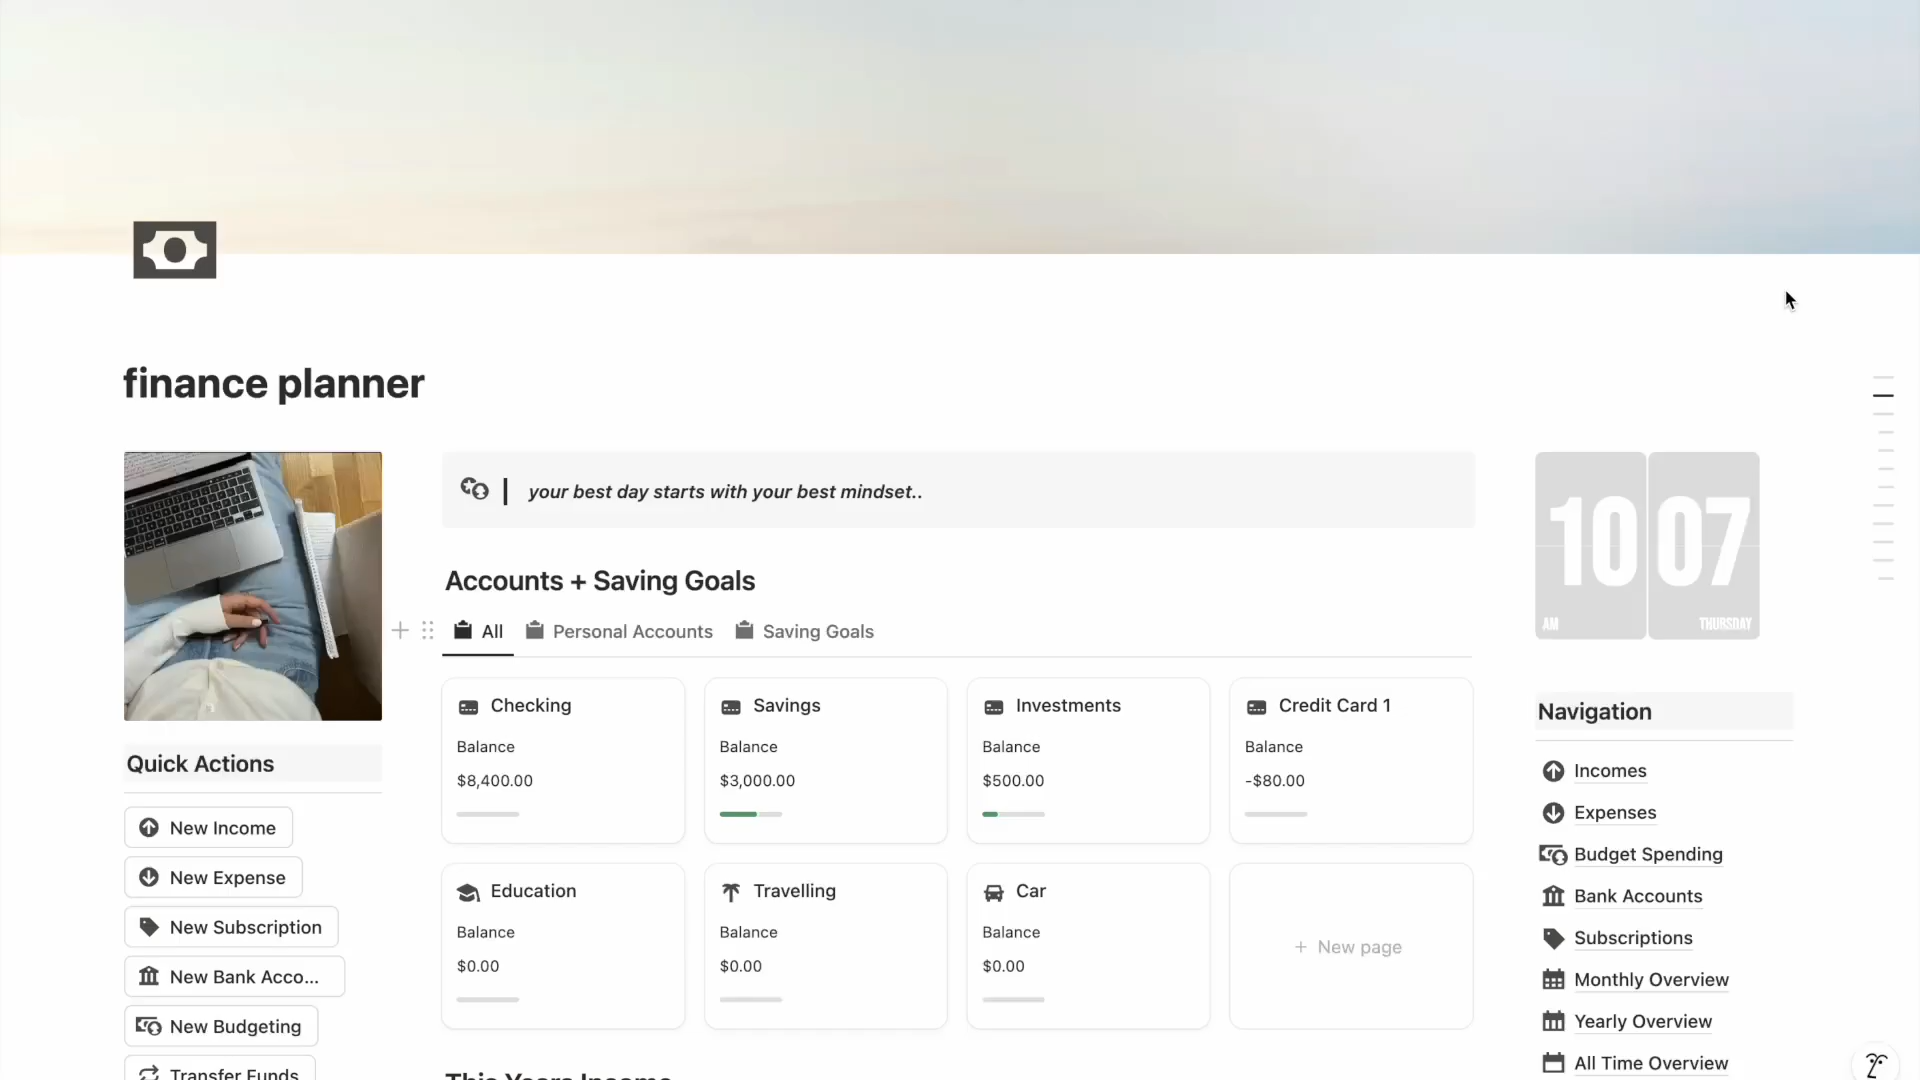 finance planner
your best day starts with your best mindset..
10 07
AM THURSDAY
Accounts + Saving Goals
All Personal Accounts Saving Goals
Checking
Balance
$8,400.00
Savings
Balance
$3,000.00
Investments
Balance
$500.00
Credit Card 1
Balance
-$80.00
Education
Balance
$0.00
Travelling
Balance
$0.00
Car
Balance
$0.00
+ New page
This Years Income
Quick Actions
New Income
New Expense
New Subscription
New Bank Acco...
New Budgeting
Transfer Funds
Navigation
Incomes
Expenses
Budget Spending
Bank Accounts
Subscriptions
Monthly Overview
Yearly Overview
All Time Overview